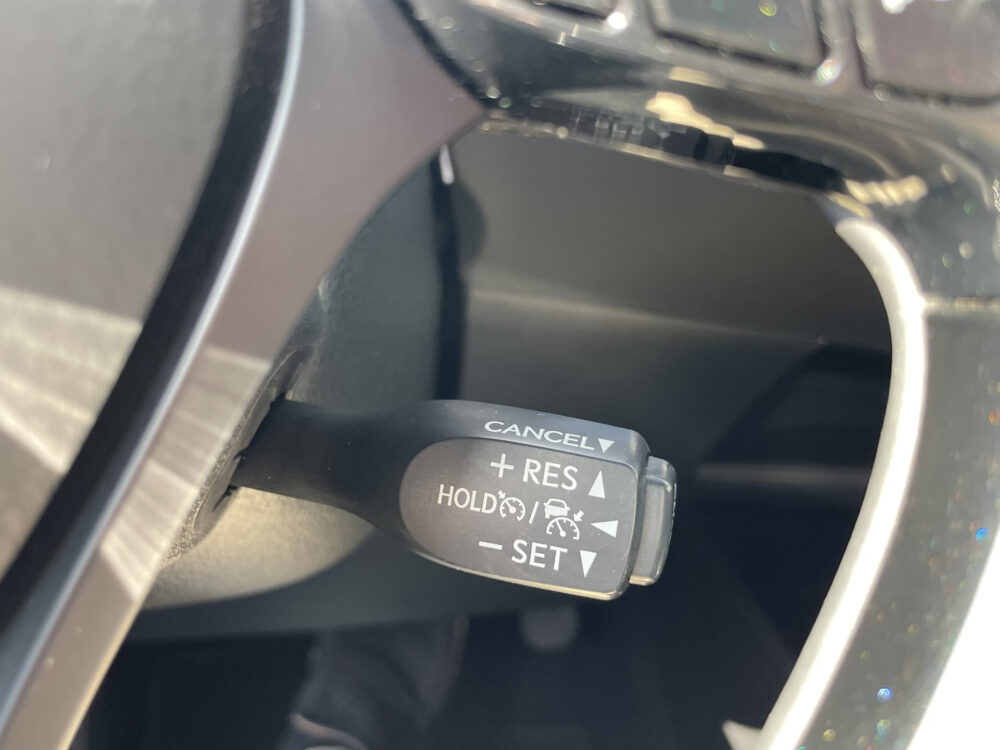 CANCEL▼
+ RES ▲
HOLD / ◀
− SET ▼